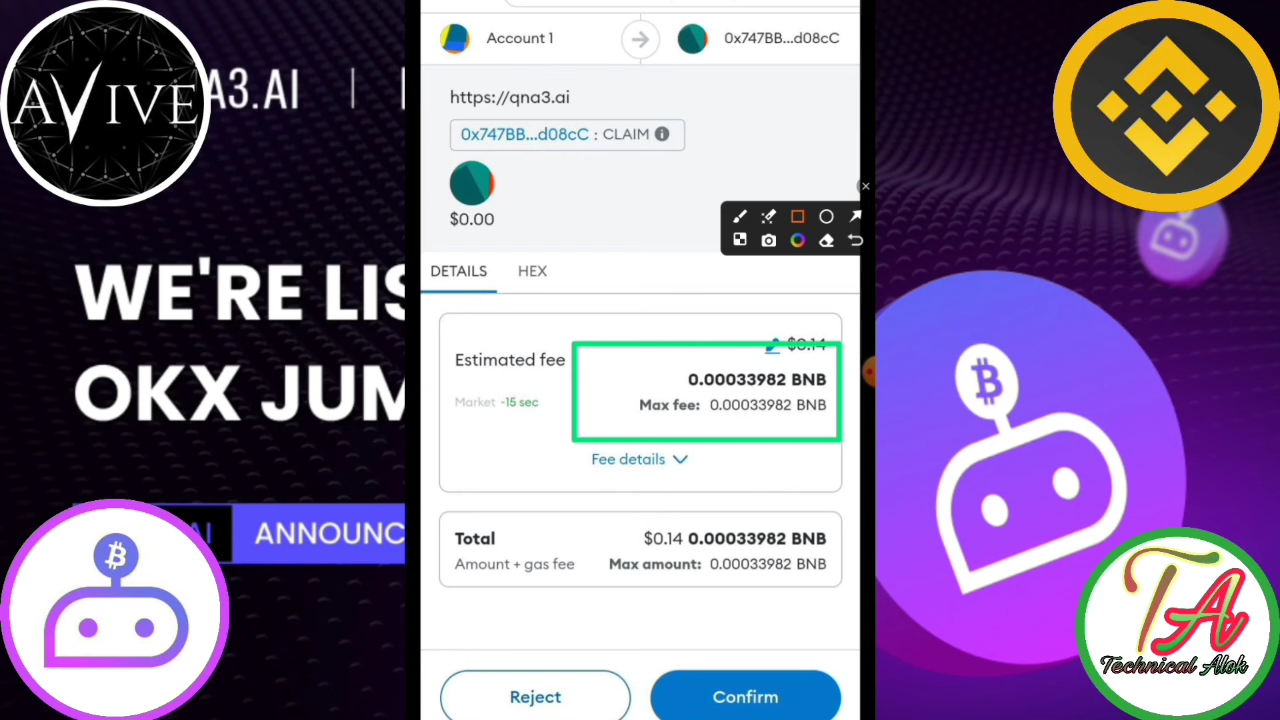 AVIVE
A3.AI |
WE'RE LIS
OKX JUM
AI ANNOUNC
Account 1
0x747BB...d08cC
https://qna3.ai
0x747BB...d08cC : CLAIM
$0.00
DETAILS HEX
$0.14
Estimated fee
0.00033982 BNB
Market ~15 sec
Max fee: 0.00033982 BNB
Fee details
Total $0.14 0.00033982 BNB
Amount + gas fee Max amount: 0.00033982 BNB
Reject Confirm
TA
Technical Alok